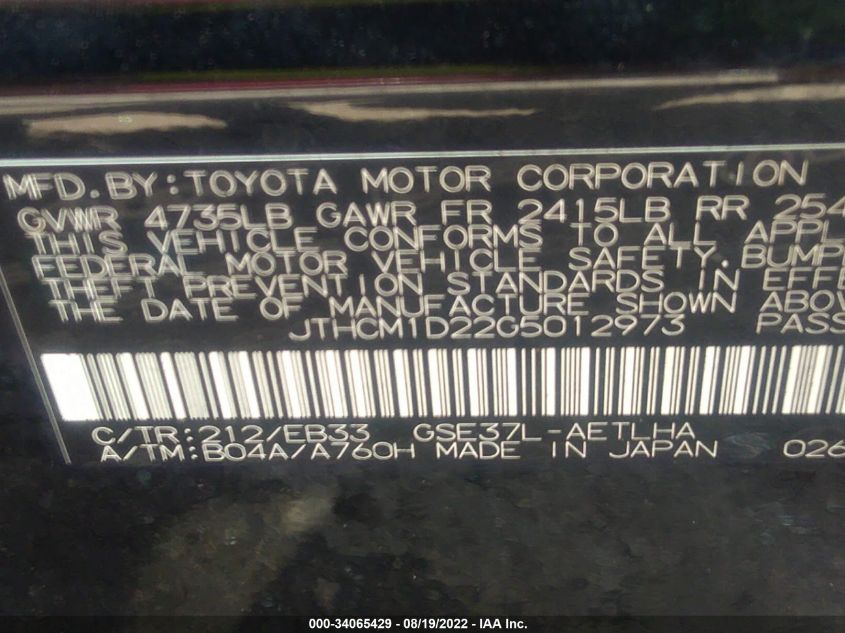 MFD.BY:TOYOTA MOTOR CORPORATION
GVWR 4735LB GAWR FR 2415LB RR 254
THIS VEHICLE CONFORMS TO ALL APPL
FEDERAL MOTOR VEHICLE SAFETY,BUMP
THEFT PREVENTION STANDARDS IN EFFE
THE DATE OF MANUFACTURE SHOWN ABOV
JTHCM1D22G5012973 PASS
C/TR:212/EB33 GSE37L-AETLHA
A/TM:B04A/A760H MADE IN JAPAN 026
000-34065429 - 08/19/2022 - IAA Inc.